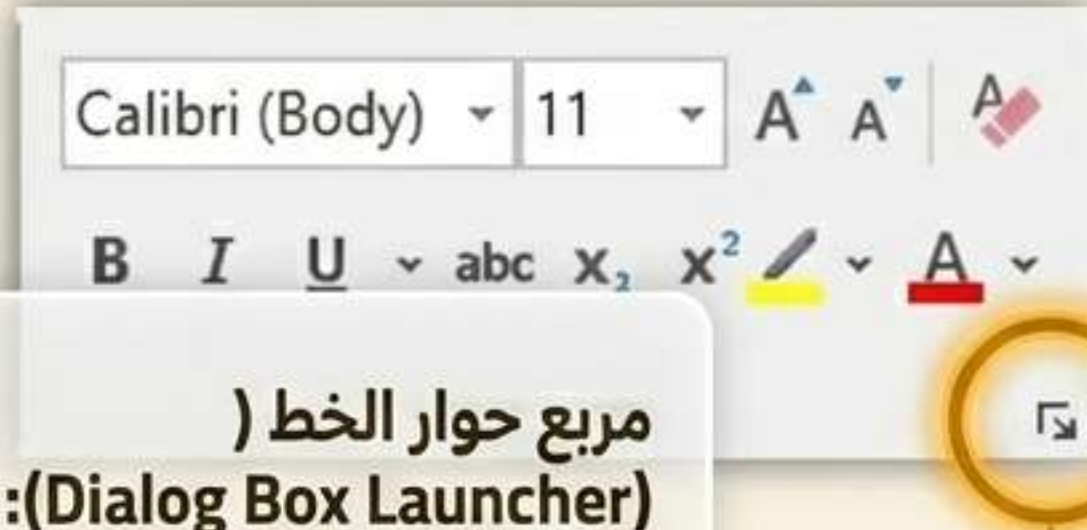 Calibri (Body) 11 A A A
B I U abc x₂ x² A
مربع حوار الخط (
(Dialog Box Launcher):